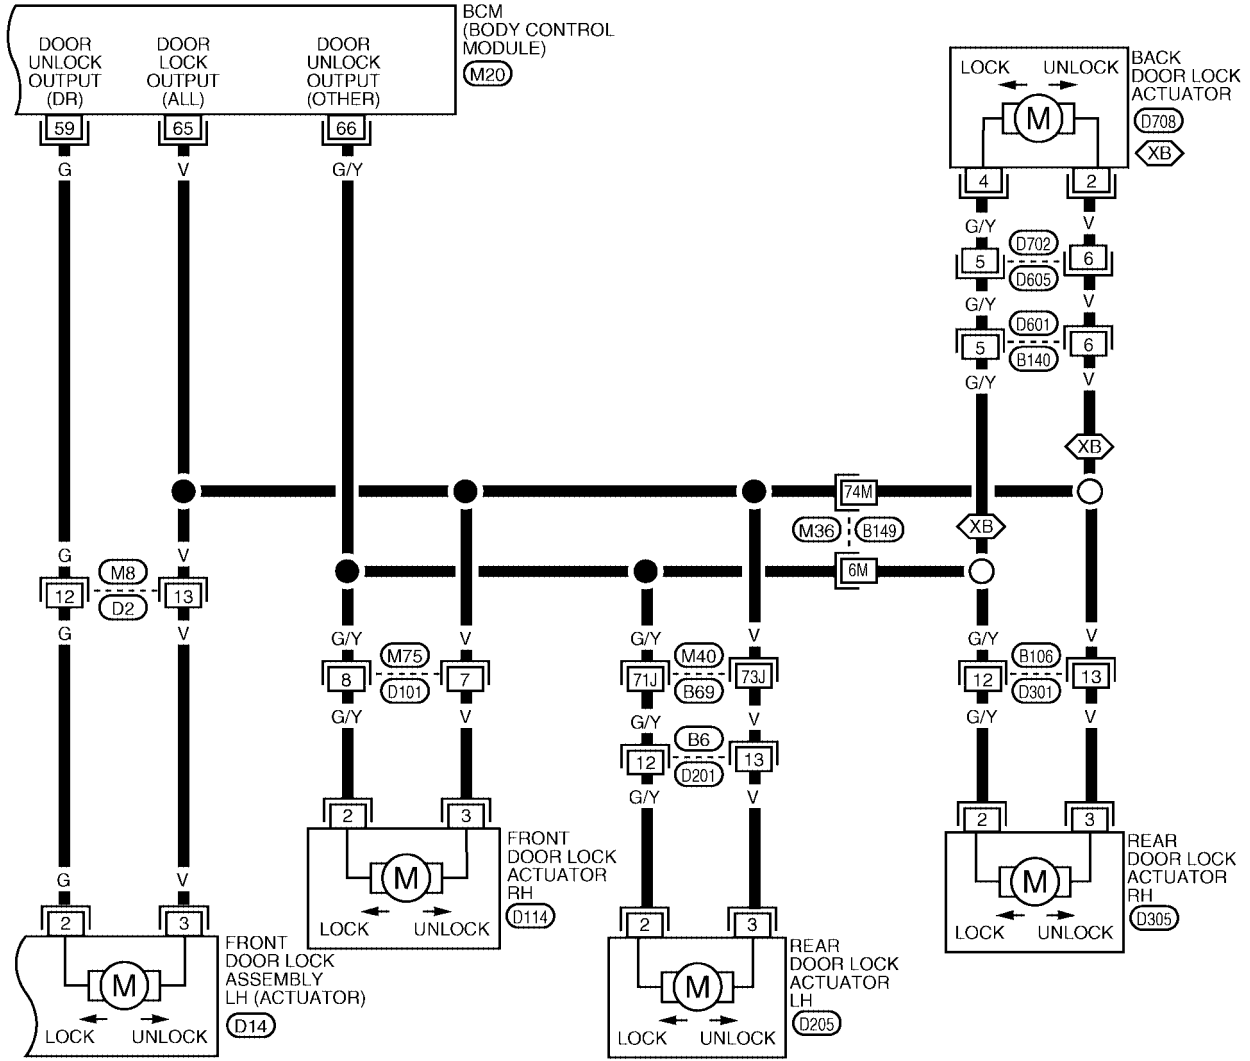 BCM
(BODY CONTROL
MODULE)
M20
DOOR
UNLOCK
OUTPUT
(DR)
DOOR
LOCK
OUTPUT
(ALL)
DOOR
UNLOCK
OUTPUT
(OTHER)
59
65
66
G
V
G/Y
LOCK
UNLOCK
M
BACK
DOOR LOCK
ACTUATOR
D708
XB
4
2
G/Y
V
5
D702
D605
6
G/Y
V
5
D601
B140
6
G/Y
V
XB
74M
M36
B149
XB
6M
G
V
12
M8
D2
13
G
V
G/Y
V
8
M75
D101
7
G/Y
V
G/Y
V
71J
M40
B69
73J
G/Y
V
12
B6
D201
13
G/Y
V
G/Y
V
12
B106
D301
13
G/Y
V
G
V
2
3
M
LOCK
UNLOCK
FRONT
DOOR LOCK
ASSEMBLY
LH (ACTUATOR)
D14
2
3
M
LOCK
UNLOCK
FRONT
DOOR LOCK
ACTUATOR
RH
D114
2
3
M
LOCK
UNLOCK
REAR
DOOR LOCK
ACTUATOR
LH
D205
2
3
M
LOCK
UNLOCK
REAR
DOOR LOCK
ACTUATOR
RH
D305